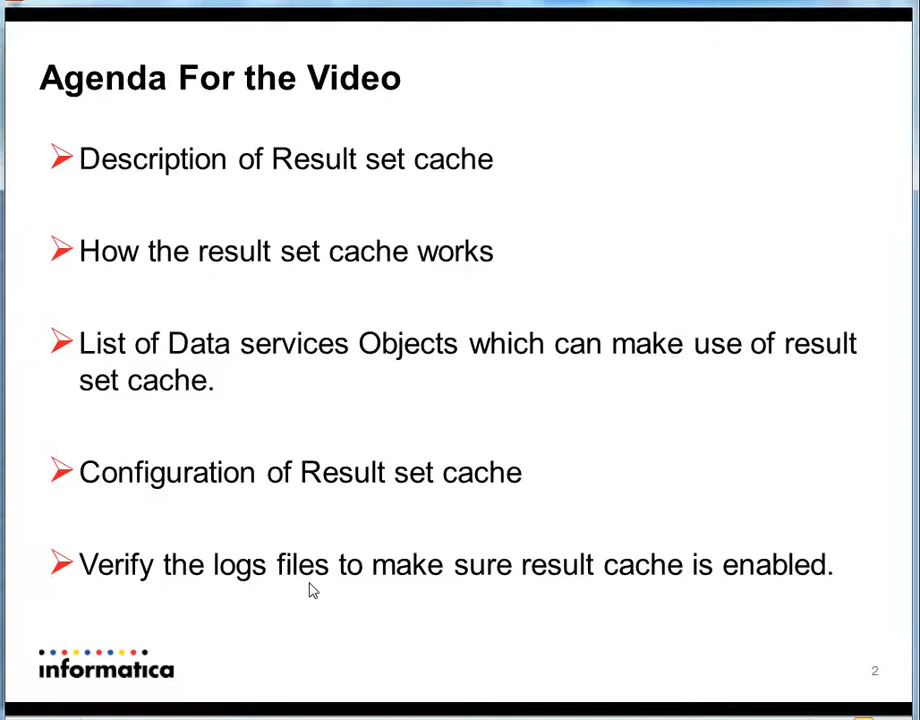 Agenda For the Video
Description of Result set cache
How the result set cache works
List of Data services Objects which can make use of result
set cache.
Configuration of Result set cache
Verify the logs files to make sure result cache is enabled.
informatica
2